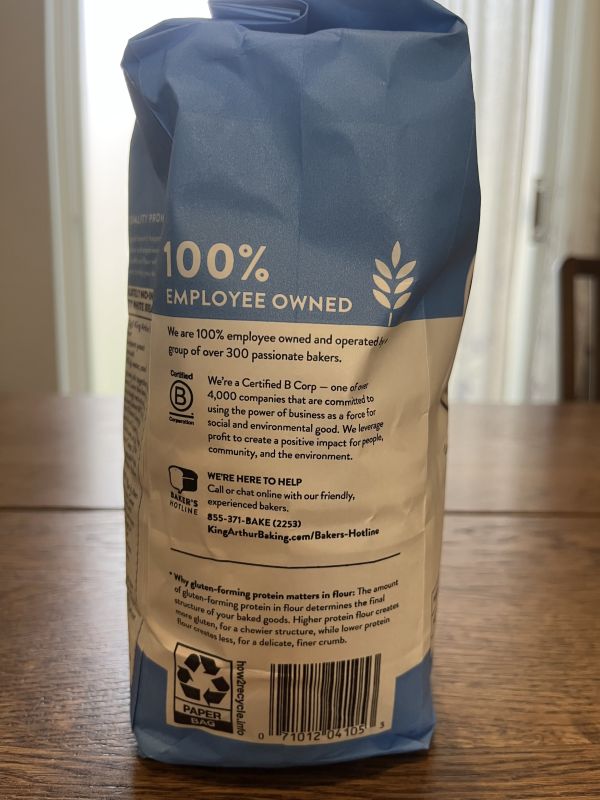 100%
EMPLOYEE OWNED
We are 100% employee owned and operated by
group of over 300 passionate bakers.
Certified
B
Corporation
We're a Certified B Corp — one of over
4,000 companies that are committed to
using the power of business as a force for
social and environmental good. We leverage
profit to create a positive impact for people,
community, and the environment.
BAKER'S
HOTLINE
WE'RE HERE TO HELP
Call or chat online with our friendly,
experienced bakers.
855-371-BAKE (2253)
KingArthurBaking.com/Bakers-Hotline
* Why gluten-forming protein matters in flour: The amount
of gluten-forming protein in flour determines the final
structure of your baked goods. Higher protein flour creates
more gluten, for a chewier structure, while lower protein
flour creates less, for a delicate, finer crumb.
PAPER
BAG
how2recycle.info
0 71012 04105 3